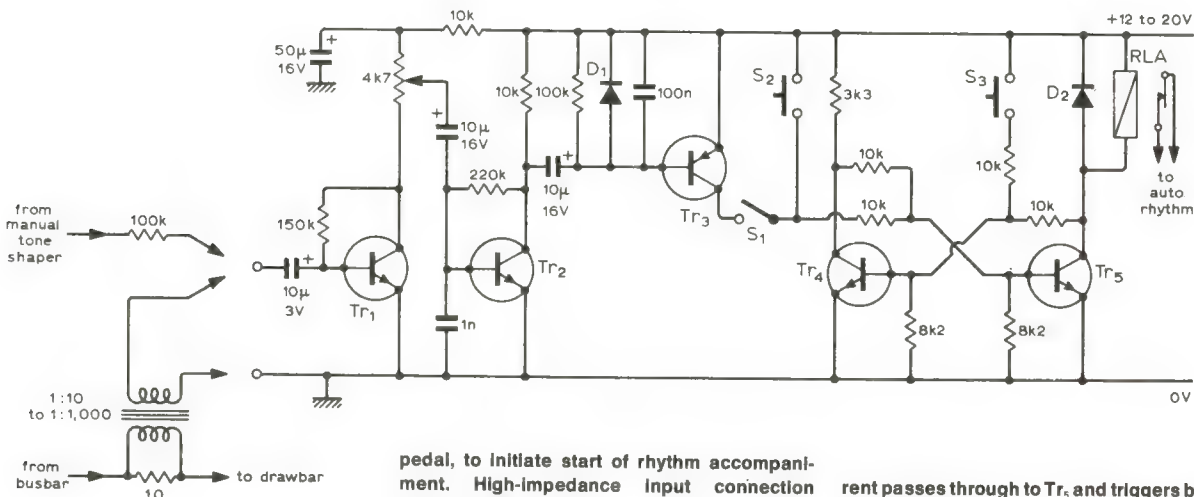 +12 to 20V
10k
50μ
16V
4k7
10μ
16V
10k
100k
D1
100n
S2
3k3
S3
D2
RLA
to
auto
rhythm
220k
10μ
16V
Tr3
S1
10k
10k
10k
10k
from
manual
tone
shaper
100k
150k
10μ
3V
Tr1
Tr2
1n
Tr4
Tr5
8k2
8k2
0V
1:10
to 1:1,000
from
busbar
to drawbar
pedal, to initiate start of rhythm accompani-
ment. High-impedance input connection
rent passes through to Tr5 and triggers b